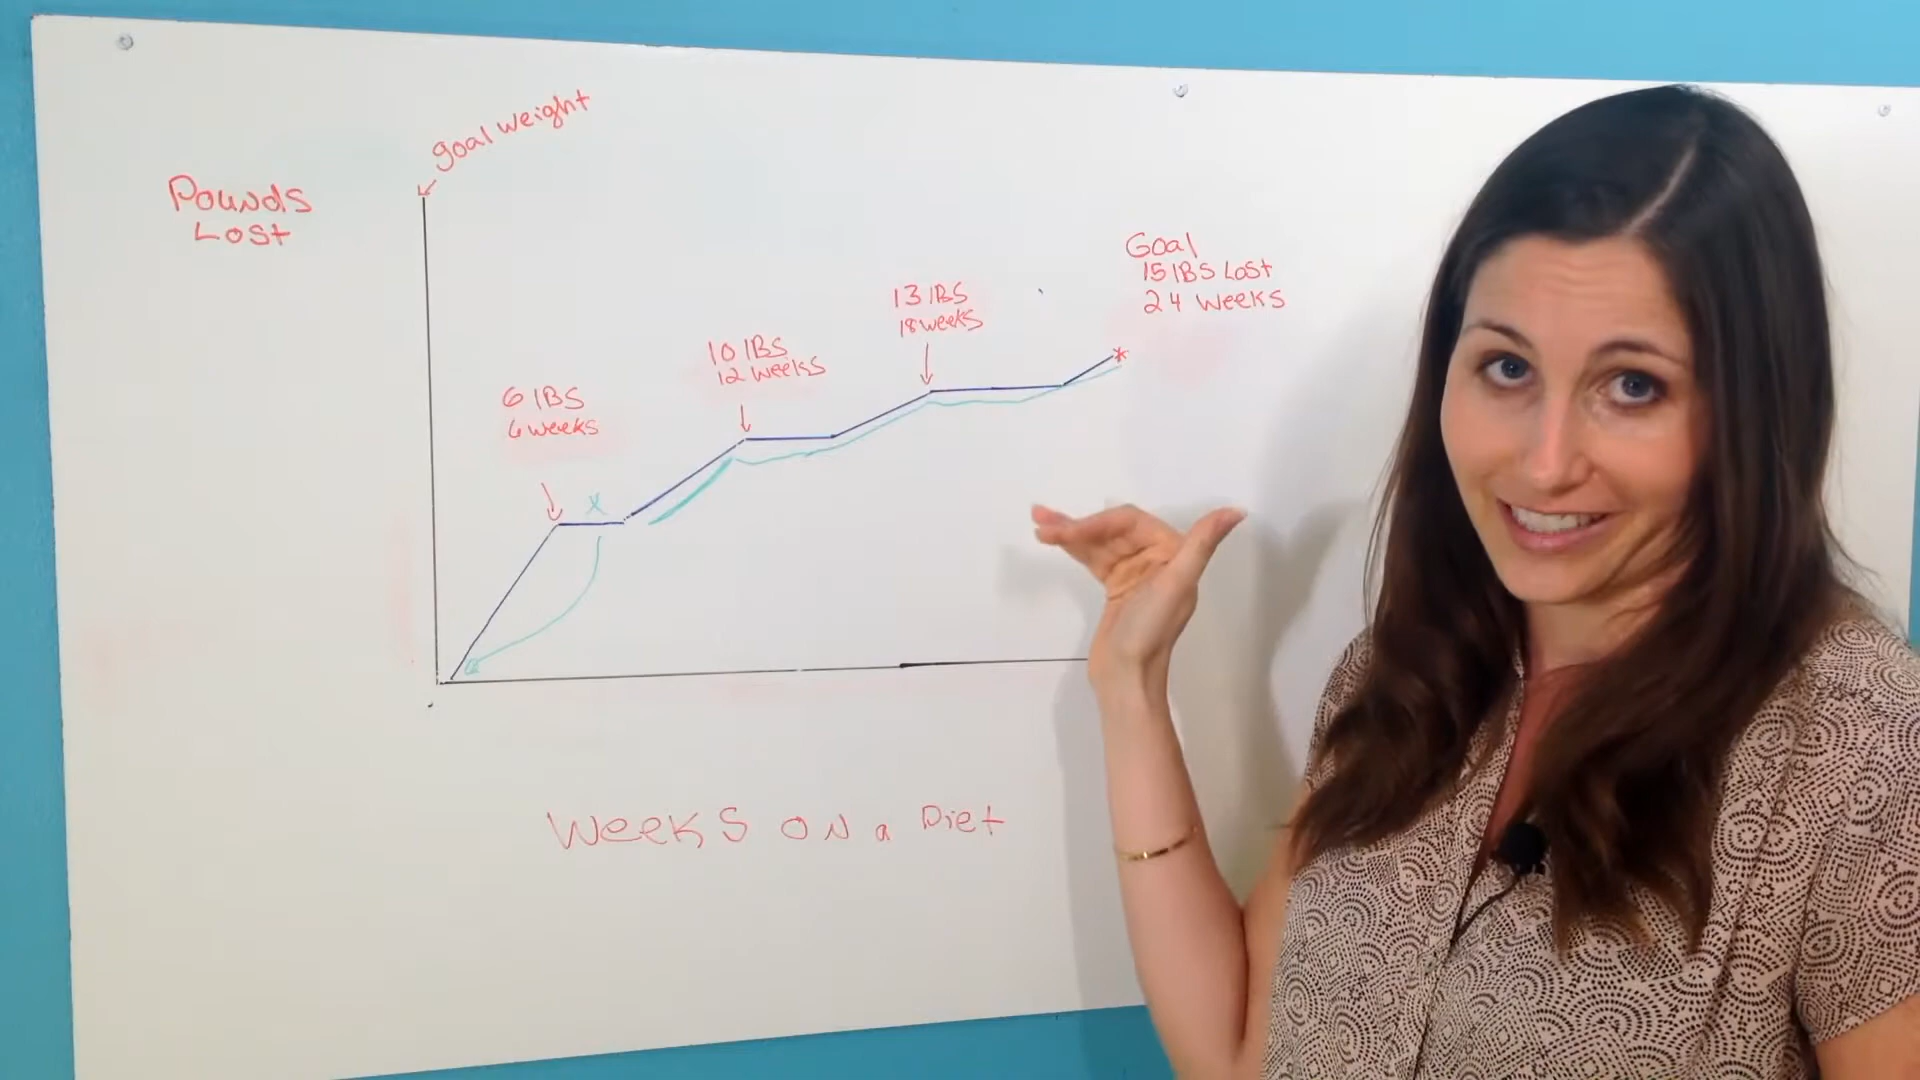 goal weight
Pounds
Lost
Goal
15 lBS Lost
24 Weeks
13 lBS
18 weeks
10 lBS
12 Weeks
6 lBS
6 weeks
X
Weeks on a Diet